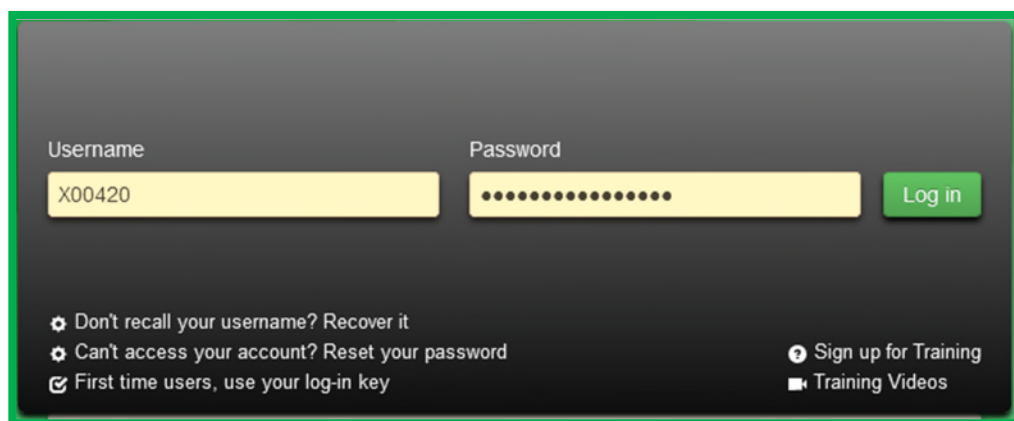 Username Password
X00420 •••••••••••••••• Log in
Don't recall your username? Recover it
Can't access your account? Reset your password
Sign up for Training
First time users, use your log-in key
Training Videos